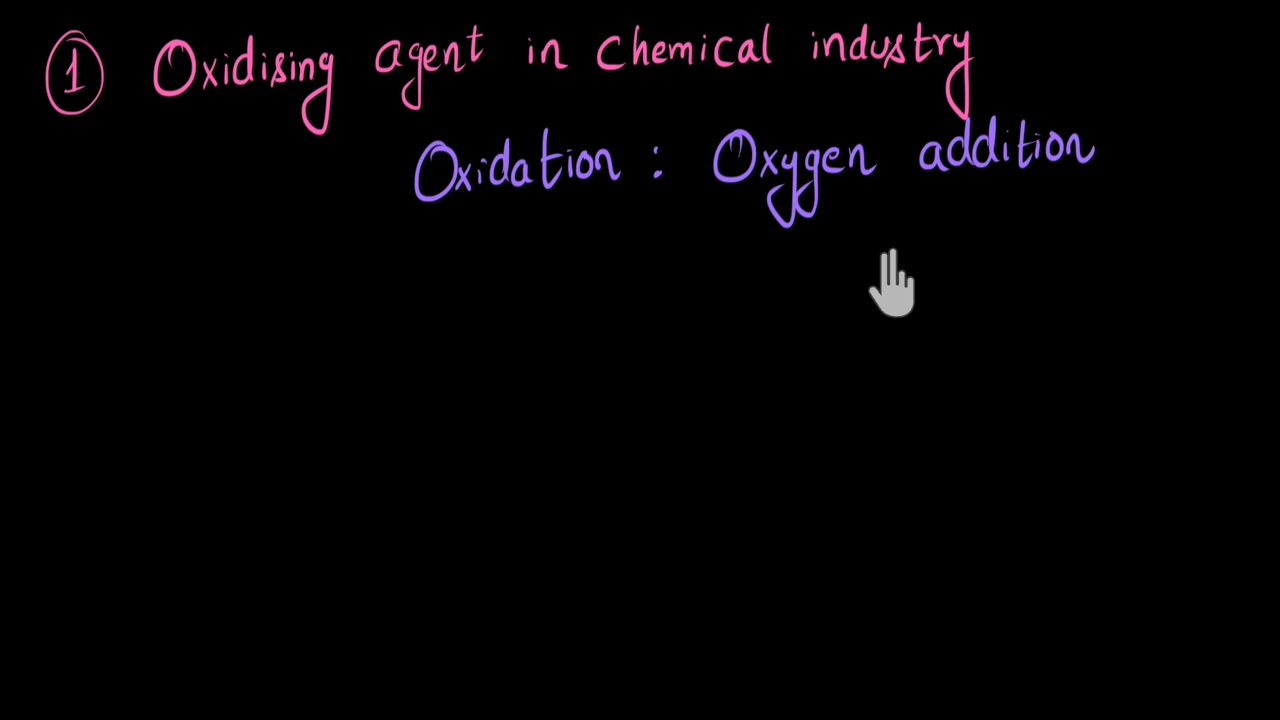 ① Oxidising agent in chemical industry
Oxidation : Oxygen addition